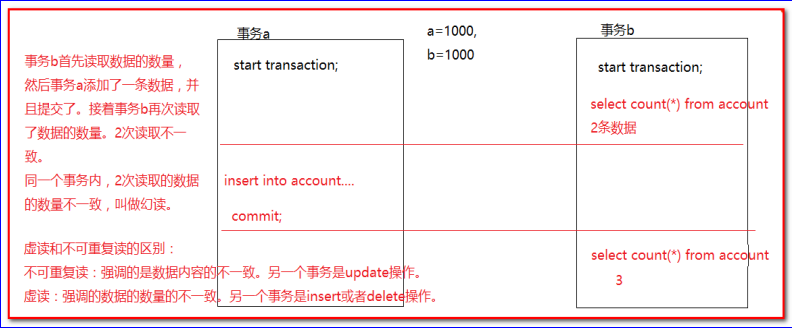 事务a
a=1000,
b=1000
事务b
事务b首先读取数据的数量，
然后事务a添加了一条数据，并
且提交了。接着事务b再次读取
了数据的数量。2次读取不一
致。
同一个事务内，2次读取的数据
的数量不一致，叫做幻读。
start transaction;
insert into account....
commit;
start transaction;
select count(*) from account
2条数据
select count(*) from account
3
虚读和不可重复读的区别：
不可重复读：强调的是数据内容的不一致。另一个事务是update操作。
虚读：强调的数据的数量的不一致。另一个事务是insert或者delete操作。